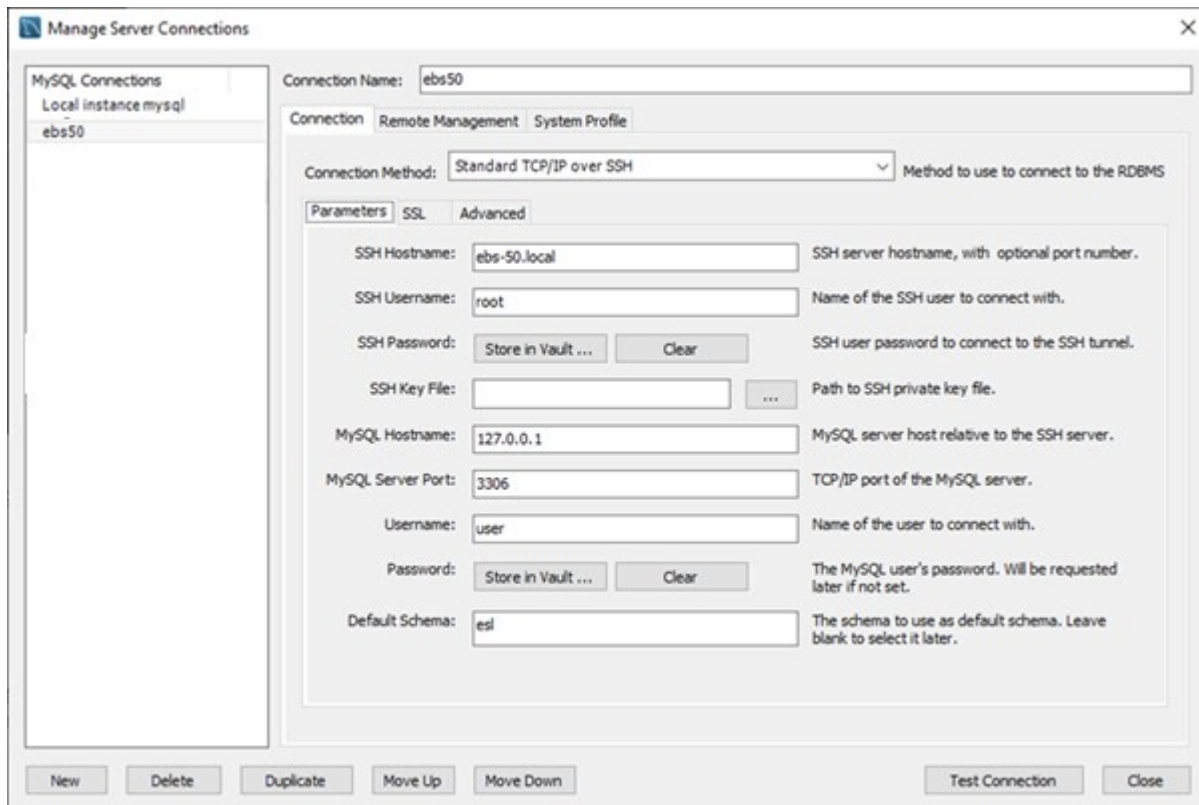 Manage Server Connections
MySQL Connections
Local instance mysql
ebs50
Connection Name: ebs50
Connection Remote Management System Profile
Connection Method: Standard TCP/IP over SSH Method to use to connect to the RDBMS
Parameters SSL Advanced
SSH Hostname: ebs-50.local SSH server hostname, with optional port number.
SSH Username: root Name of the SSH user to connect with.
SSH Password: Store in Vault ... Clear SSH user password to connect to the SSH tunnel.
SSH Key File: ... Path to SSH private key file.
MySQL Hostname: 127.0.0.1 MySQL server host relative to the SSH server.
MySQL Server Port: 3306 TCP/IP port of the MySQL server.
Username: user Name of the user to connect with.
Password: Store in Vault ... Clear The MySQL user's password. Will be requested
later if not set.
Default Schema: esl The schema to use as default schema. Leave
blank to select it later.
New Delete Duplicate Move Up Move Down Test Connection Close